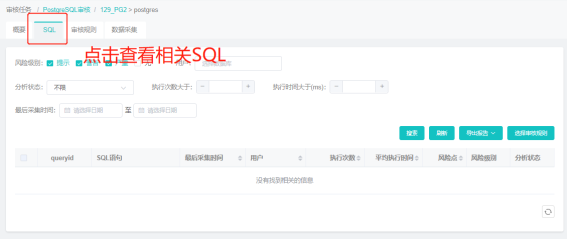 审核任务 / PostgreSQL审核 / 129_PG2 > postgres
概要 SQL 审核规则 数据采集
点击查看相关SQL
风险级别: 提示
分析状态: 不限 执行次数大于: - + 执行时间大于(ms): - +
最后采集时间: 请选择日期 至 请选择日期
搜索 刷新 导出报告 选择审核规则
queryid SQL语句 最后采集时间 用户 执行次数 平均执行时间 风险点 风险级别 分析状态
没有找到相关的信息